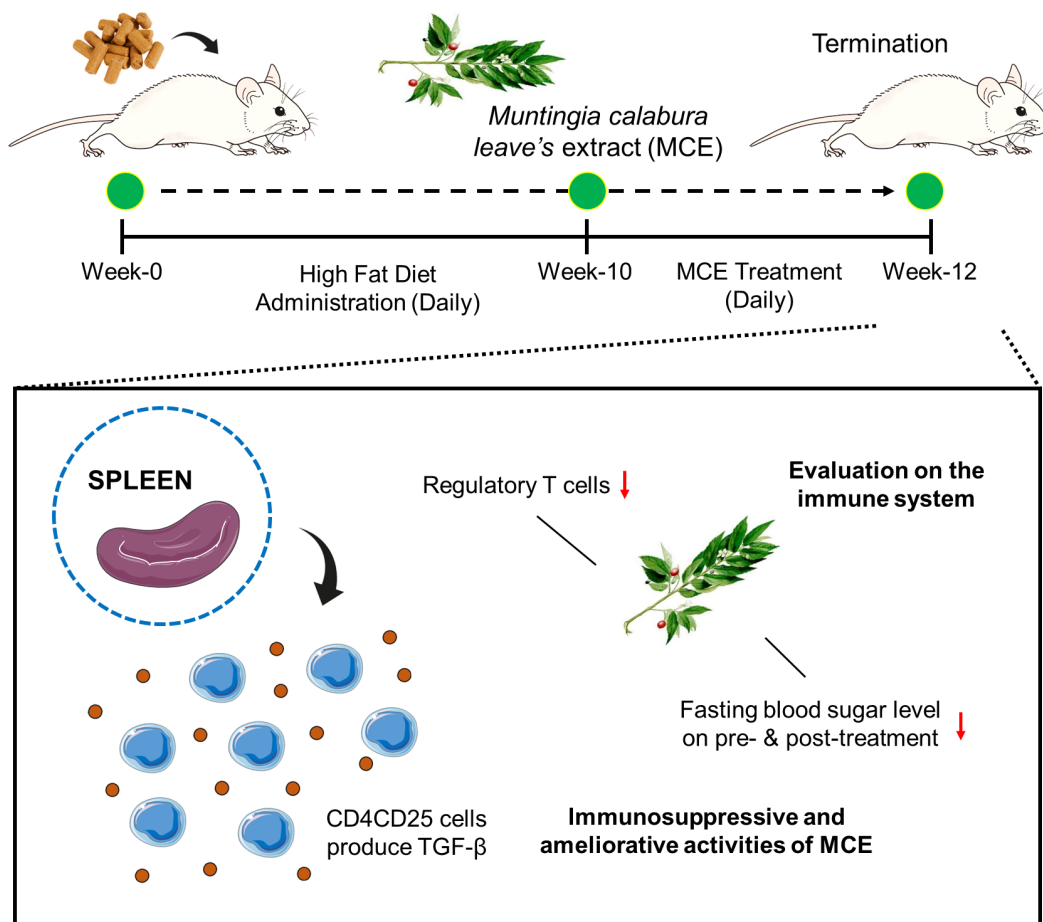 Termination
Muntingia calabura
leave's extract (MCE)
Week-0
High Fat Diet
Administration (Daily)
Week-10
MCE Treatment
(Daily)
Week-12
SPLEEN
Regulatory T cells
Evaluation on the
immune system
Fasting blood sugar level
on pre- & post-treatment
CD4CD25 cells
produce TGF-β
Immunosuppressive and
ameliorative activities of MCE